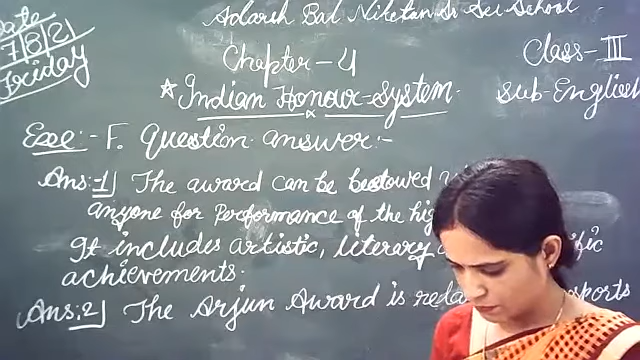 Adarsh Bal Niketan Sr Sec School
Date
7/8/21
Friday
Chapter - 4
Class - III
* Indian Honour System
Sub - English
Exe:- F. Question answer:-
Ans:1] The award can be bestowed
anyone for performance of the hig
It includes artistic, literary
achievements.
Ans:2] The Arjun Award is rela sports